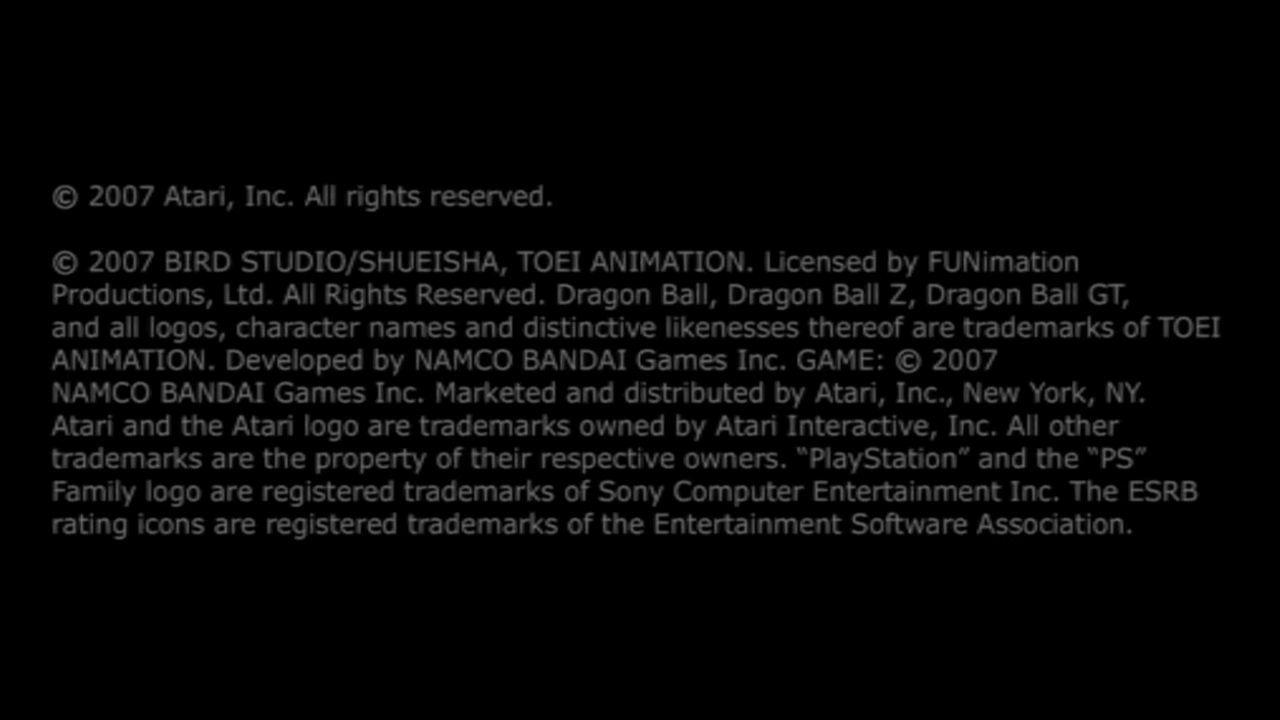 © 2007 Atari, Inc. All rights reserved.
© 2007 BIRD STUDIO/SHUEISHA, TOEI ANIMATION. Licensed by FUNimation
Productions, Ltd. All Rights Reserved. Dragon Ball, Dragon Ball Z, Dragon Ball GT,
and all logos, character names and distinctive likenesses thereof are trademarks of TOEI
ANIMATION. Developed by NAMCO BANDAI Games Inc. GAME: © 2007
NAMCO BANDAI Games Inc. Marketed and distributed by Atari, Inc., New York, NY.
Atari and the Atari logo are trademarks owned by Atari Interactive, Inc. All other
trademarks are the property of their respective owners. “PlayStation” and the “PS”
Family logo are registered trademarks of Sony Computer Entertainment Inc. The ESRB
rating icons are registered trademarks of the Entertainment Software Association.